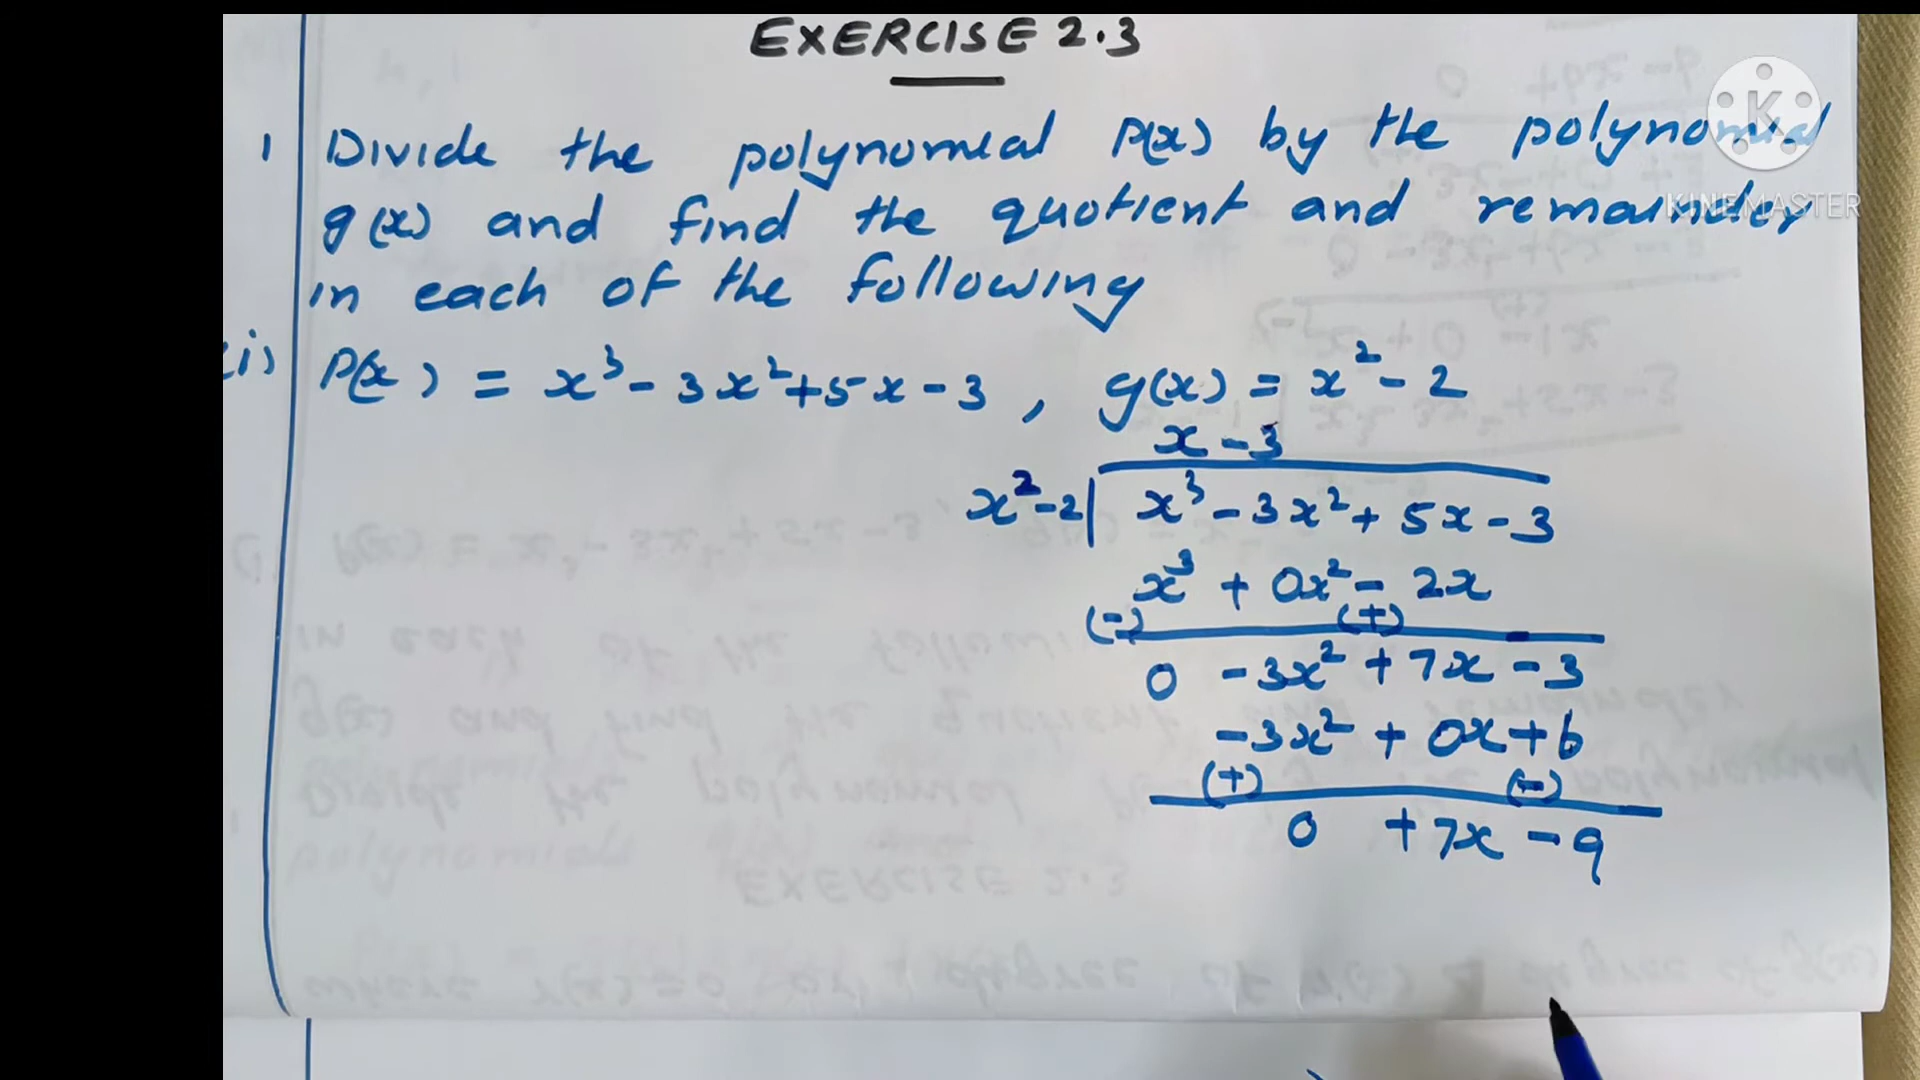 EXERCISE 2.3
1 Divide the polynomial P(x) by the polynomial
g(x) and find the quotient and remainder
in each of the following
(i) P(x) = x³ - 3x² + 5x - 3 , g(x) = x² - 2
x - 3
x² - 2 | x³ - 3x² + 5x - 3
x³ + 0x² - 2x
(-) (+)
0 - 3x² + 7x - 3
- 3x² + 0x + 6
(+) (-)
0 + 7x - 9
K
KINEMASTER